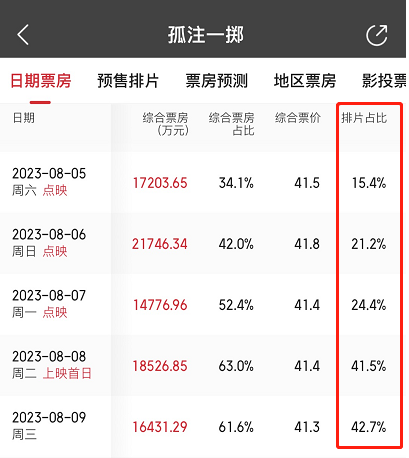 孤注一掷
日期票房 预售排片 票房预测 地区票房 影投票
日期 综合票房 综合票房 综合票价 排片占比
(万元) 占比
2023-08-05 17203.65 34.1% 41.5 15.4%
周六 点映
2023-08-06 21746.34 42.0% 41.8 21.2%
周日 点映
2023-08-07 14776.96 52.4% 41.4 24.4%
周一 点映
2023-08-08 18526.85 63.0% 41.4 41.5%
周二 上映首日
2023-08-09 16431.29 61.6% 41.3 42.7%
周三